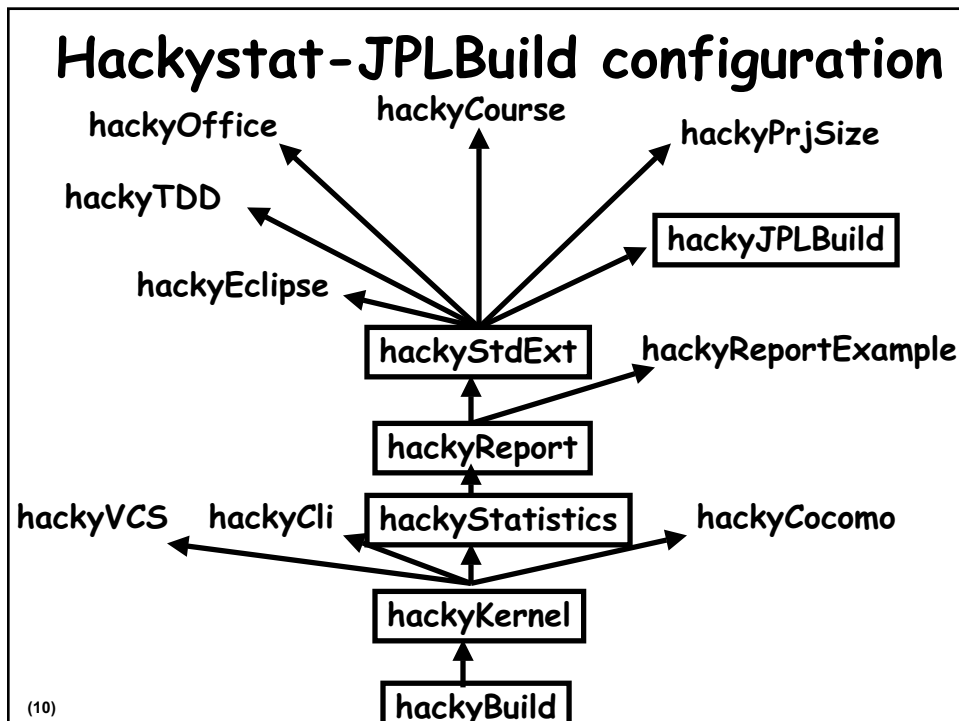 Hackystat-JPLBuild configuration
hackyCourse
hackyOffice
hackyPrjSize
hackyTDD
hackyJPLBuild
hackyEclipse
hackyStdExt
hackyReportExample
hackyReport
hackyVCS
hackyCli
hackyStatistics
hackyCocomo
hackyKernel
hackyBuild
(10)